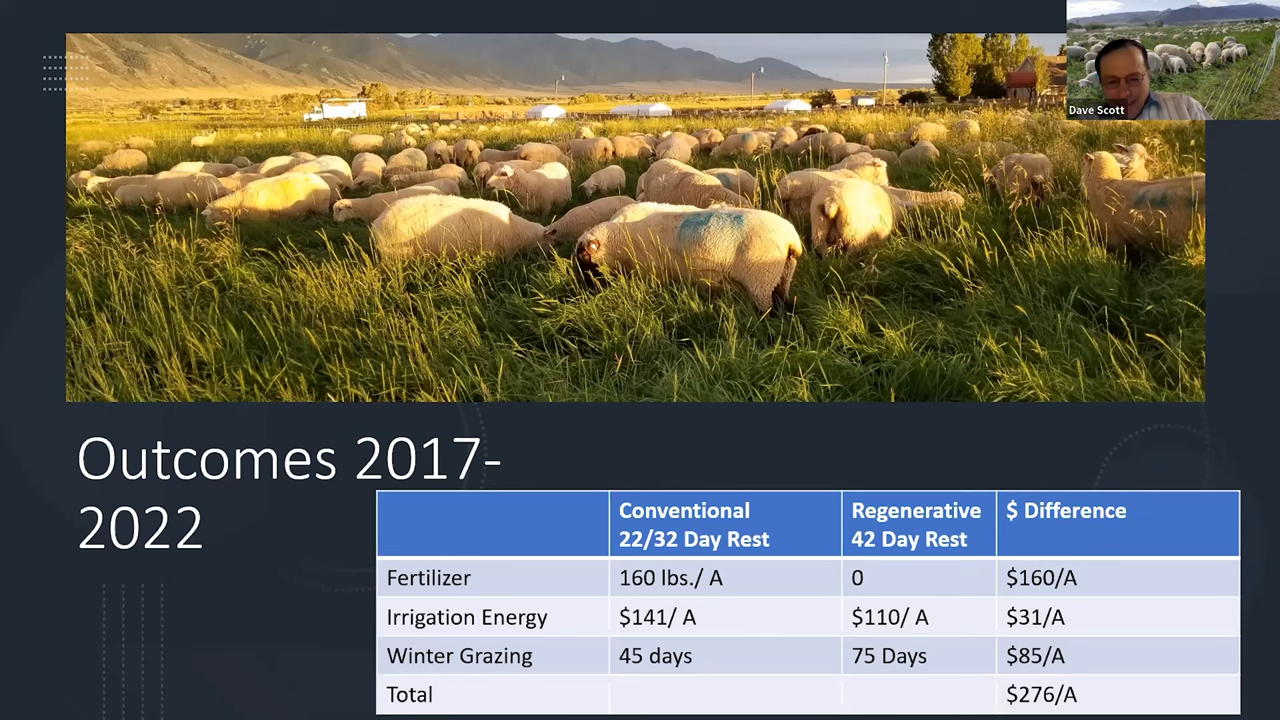 Dave Scott
Outcomes 2017-
2022
Conventional
22/32 Day Rest
Regenerative
42 Day Rest
$ Difference
Fertilizer 160 lbs./ A 0 $160/A
Irrigation Energy $141/ A $110/ A $31/A
Winter Grazing 45 days 75 Days $85/A
Total $276/A